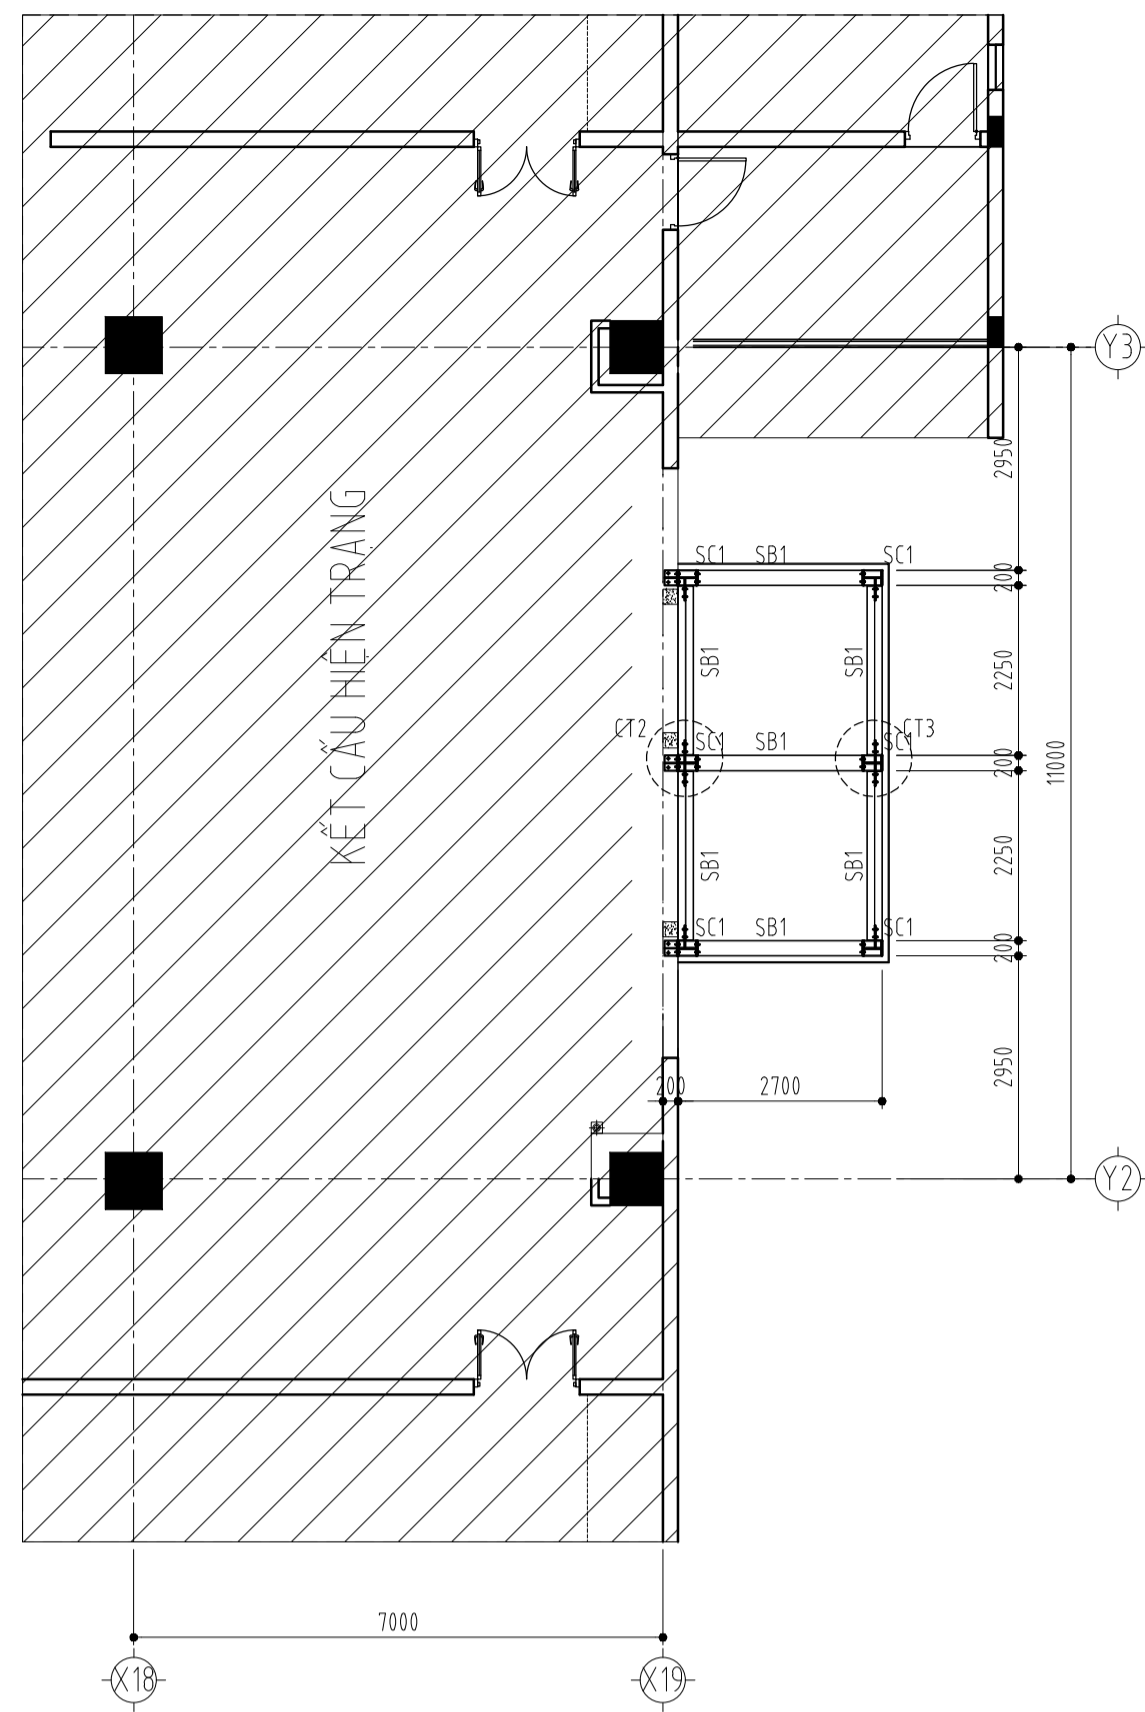 Y3
2950
SC1 SB1 SC1
200
KẾT CẤU HIỆN TRẠNG
SB1 SB1
2250
CT2 CT3
SC1 SB1 SC1
200
11000
SB1 SB1
2250
SC1 SB1 SC1
200
2950
200 2700
Y2
7000
X18 X19